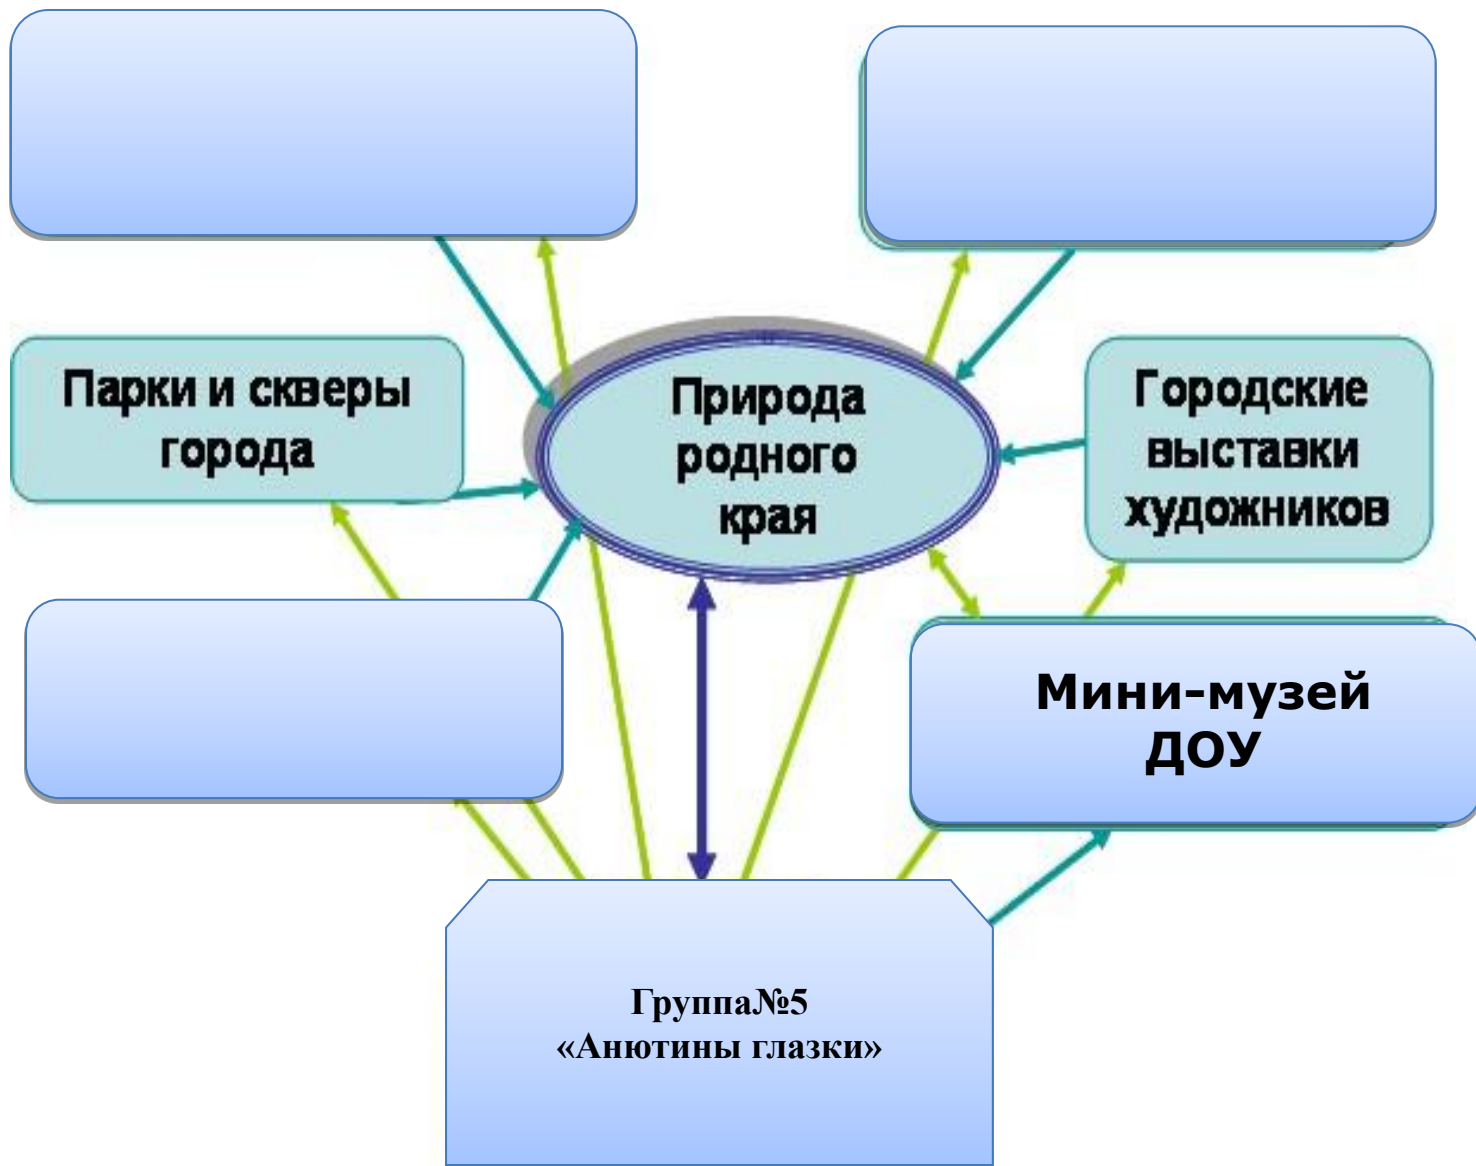 Парки и скверы
города
Природа
родного
края
Городские
выставки
художников
Мини-музей
ДОУ
Группа№5
«Анютины глазки»